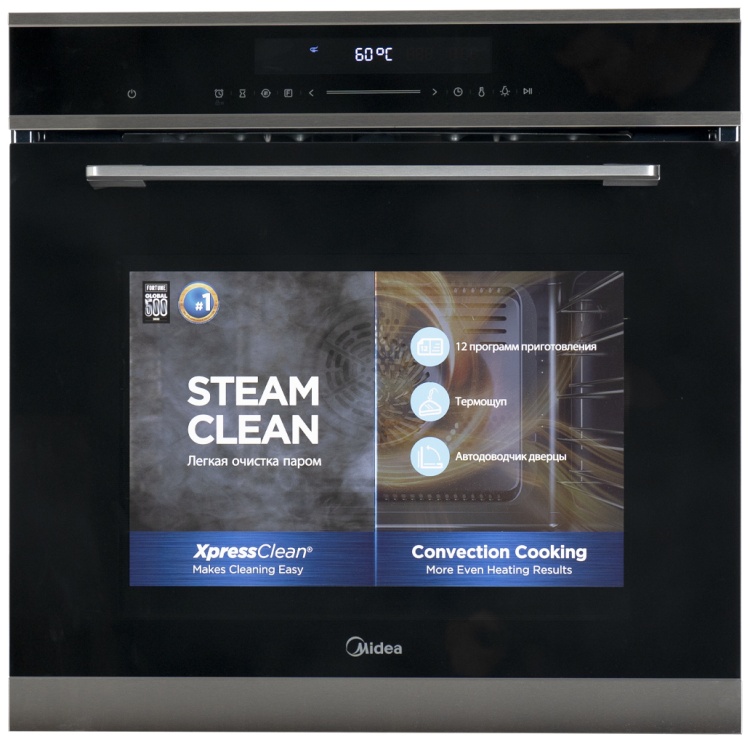 60°C
FORTUNE
GLOBAL
500
#1
STEAM
CLEAN
Легкая очистка паром
12 программ приготовления
Термощуп
Автодоводчик дверцы
XpressClean®
Makes Cleaning Easy
Convection Cooking
More Even Heating Results
Midea